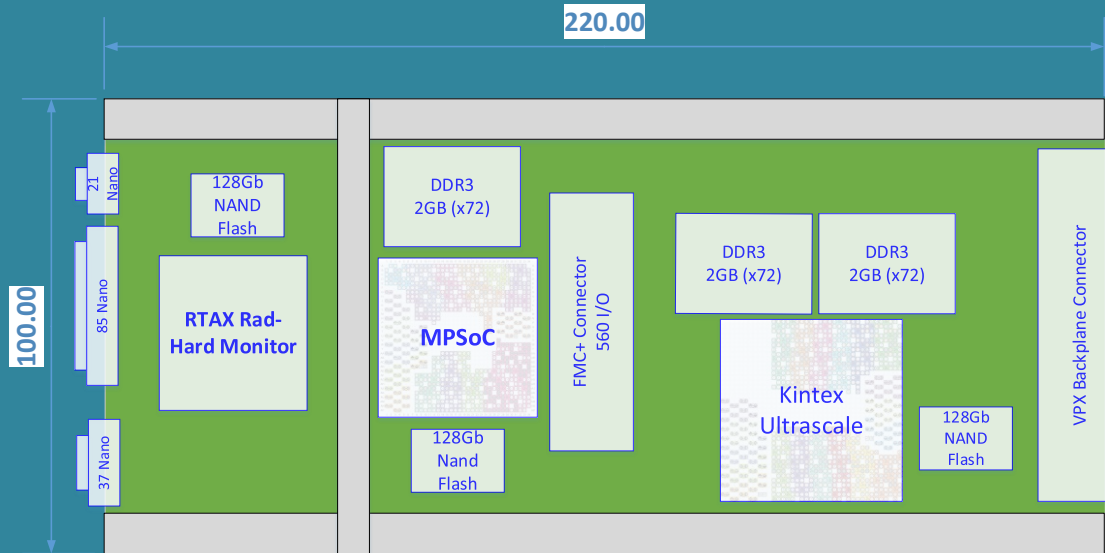 220.00
100.00
21
Nano
85 Nano
37 Nano
128Gb
NAND
Flash
RTAX Rad-
Hard Monitor
DDR3
2GB (x72)
MPSoC
128Gb
Nand
Flash
FMC+ Connector
560 I/O
DDR3
2GB (x72)
DDR3
2GB (x72)
Kintex
Ultrascale
128Gb
NAND
Flash
VPX Backplane Connector